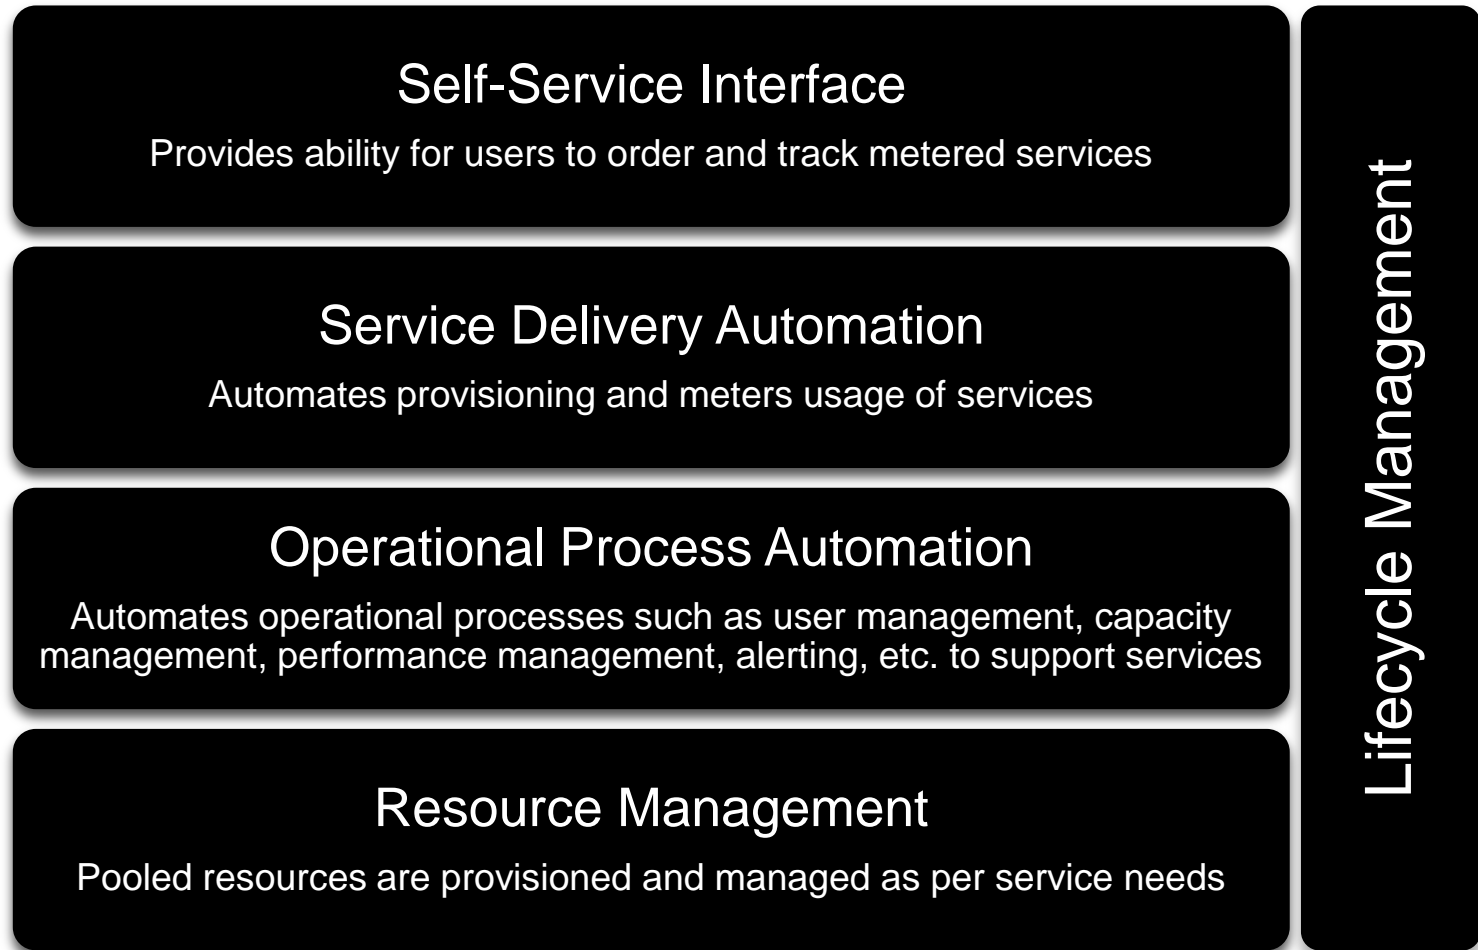 Self-Service Interface
Provides ability for users to order and track metered services
Service Delivery Automation
Automates provisioning and meters usage of services
Operational Process Automation
Automates operational processes such as user management, capacity
management, performance management, alerting, etc. to support services
Resource Management
Pooled resources are provisioned and managed as per service needs
Lifecycle Management